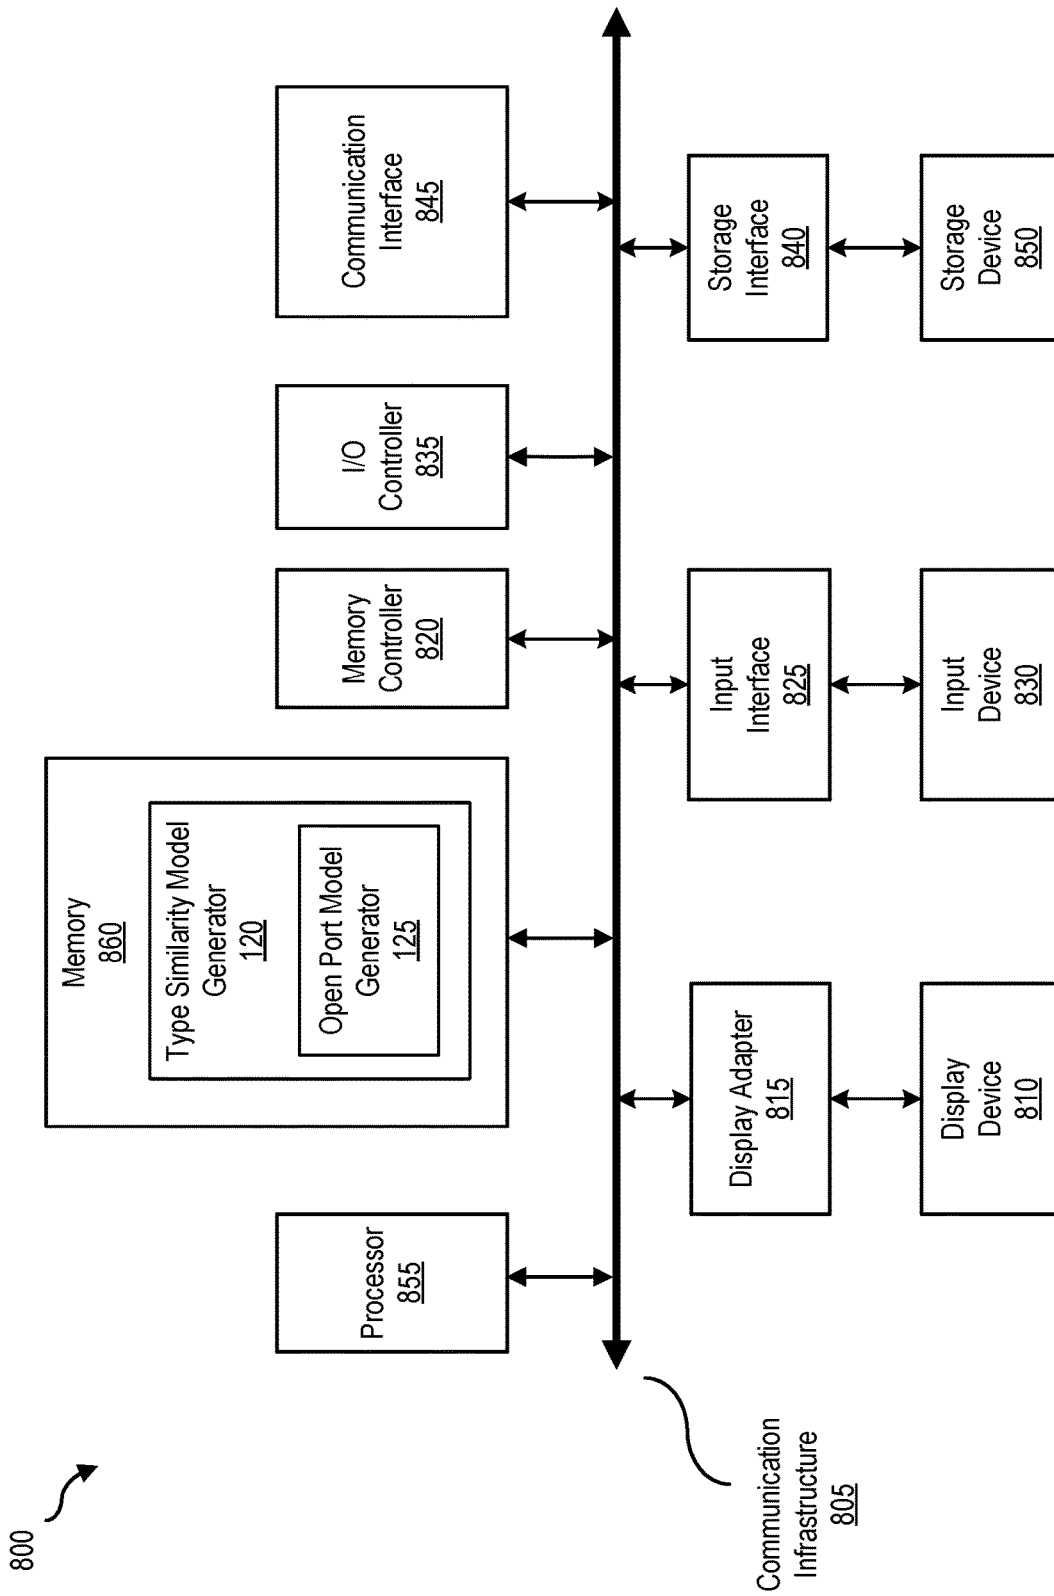 800
Processor
855
Memory
860
Type Similarity Model
Generator
120
Open Port Model
Generator
125
Memory
Controller
820
I/O
Controller
835
Communication
Interface
845
Communication
Infrastructure
805
Display Adapter
815
Input
Interface
825
Storage
Interface
840
Display
Device
810
Input
Device
830
Storage
Device
850